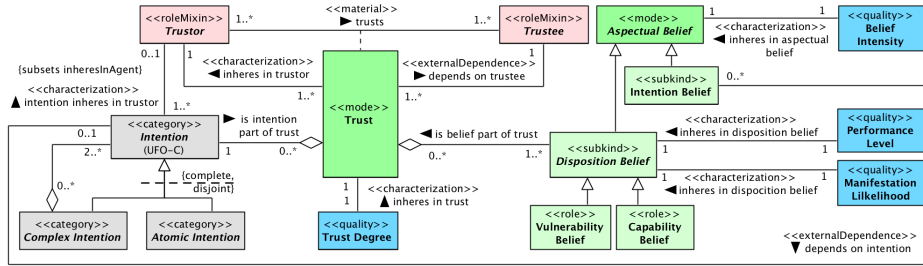 <<roleMixin>>
Trustor
1..*
<<material>>
trusts
1..*
<<roleMixin>>
Trustee
<<mode>>
Aspectual Belief
1
<<characterization>>
inheres in aspectual
belief
1
<<quality>>
Belief
Intensity
0..1
1
<<characterization>>
inheres in trustor
1..*
<<externalDependence>>
depends on trustee
1
1..*
{subsets inheresInAgent}
<<characterization>>
intention inheres in trustor
1..*
<<mode>>
Trust
<<subkind>>
Intention Belief
0..*
0..1
2..*
0..*
<<category>>
Intention
(UFO-C)
is intention
part of trust
1
0..*
is belief part of trust
0..*
1..*
<<subkind>>
Disposition Belief
1
<<characterization>>
inheres in disposition belief
1
<<quality>>
Performance
Level
1
<<characterization>>
inheres in dispocition belief
1
<<quality>>
Manifestation
Lilkelihood
{complete,
disjoint}
1
1
<<characterization>>
inheres in trust
<<category>>
Complex Intention
<<category>>
Atomic Intention
<<quality>>
Trust Degree
<<role>>
Vulnerability
Belief
<<role>>
Capability
Belief
<<externalDependence>>
depends on intention